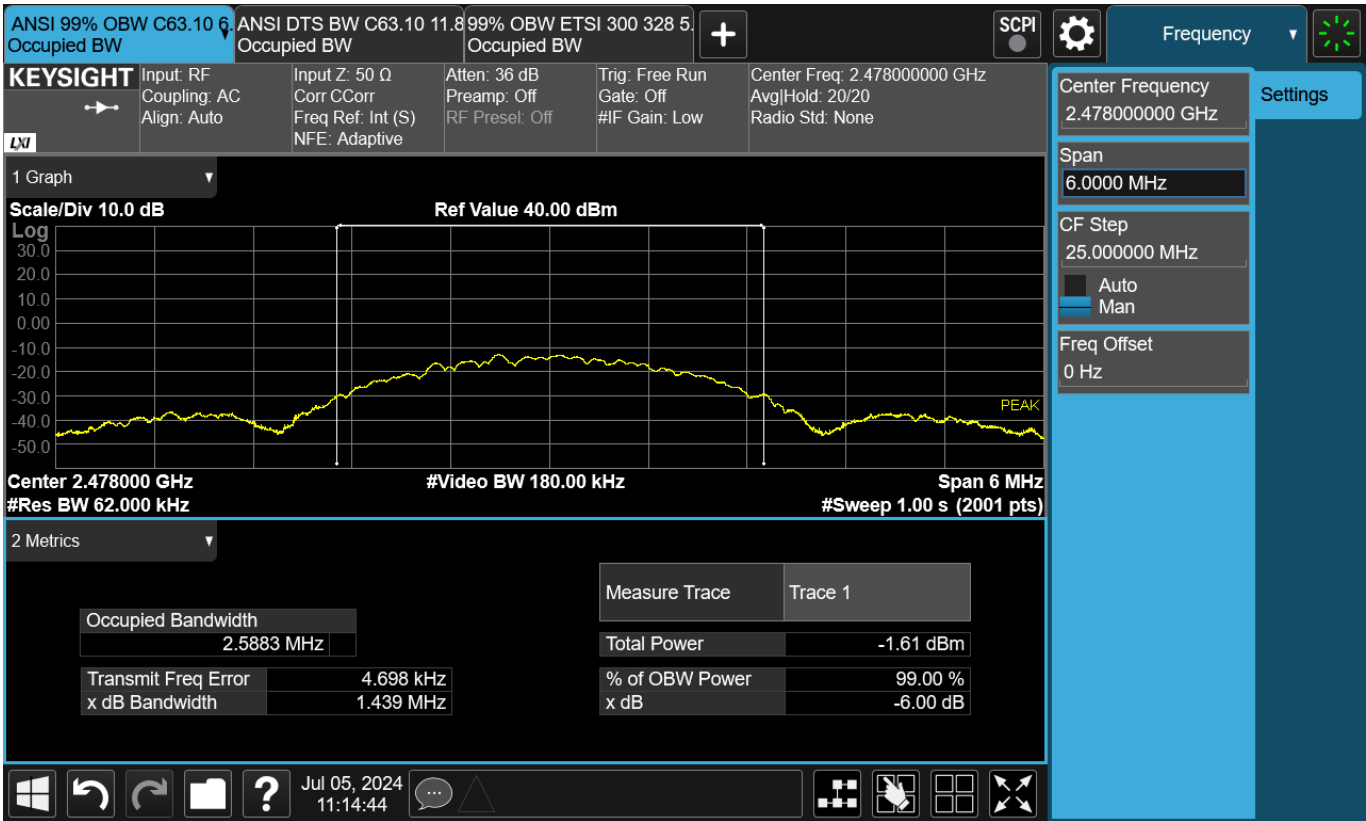 ANSI 99% OBW C63.10 6.
Occupied BW
ANSI DTS BW C63.10 11.8
Occupied BW
99% OBW ETSI 300 328 5.
Occupied BW
+
SCPI
Frequency
KEYSIGHT
LXI
Input: RF
Coupling: AC
Align: Auto
Input Z: 50 Ω
Corr CCorr
Freq Ref: Int (S)
NFE: Adaptive
Atten: 36 dB
Preamp: Off
RF Presel: Off
Trig: Free Run
Gate: Off
#IF Gain: Low
Center Freq: 2.478000000 GHz
Avg|Hold: 20/20
Radio Std: None
Center Frequency
2.478000000 GHz
Settings
Span
6.0000 MHz
CF Step
25.000000 MHz
Auto
Man
Freq Offset
0 Hz
1 Graph
Scale/Div 10.0 dB
Ref Value 40.00 dBm
Log
30.0
20.0
10.0
0.00
-10.0
-20.0
-30.0
-40.0
-50.0
PEAK
Center 2.478000 GHz
#Video BW 180.00 kHz
Span 6 MHz
#Res BW 62.000 kHz
#Sweep 1.00 s (2001 pts)
2 Metrics
Measure Trace Trace 1
Occupied Bandwidth
2.5883 MHz
Total Power -1.61 dBm
Transmit Freq Error 4.698 kHz
% of OBW Power 99.00 %
x dB Bandwidth 1.439 MHz
x dB -6.00 dB
?
Jul 05, 2024
11:14:44